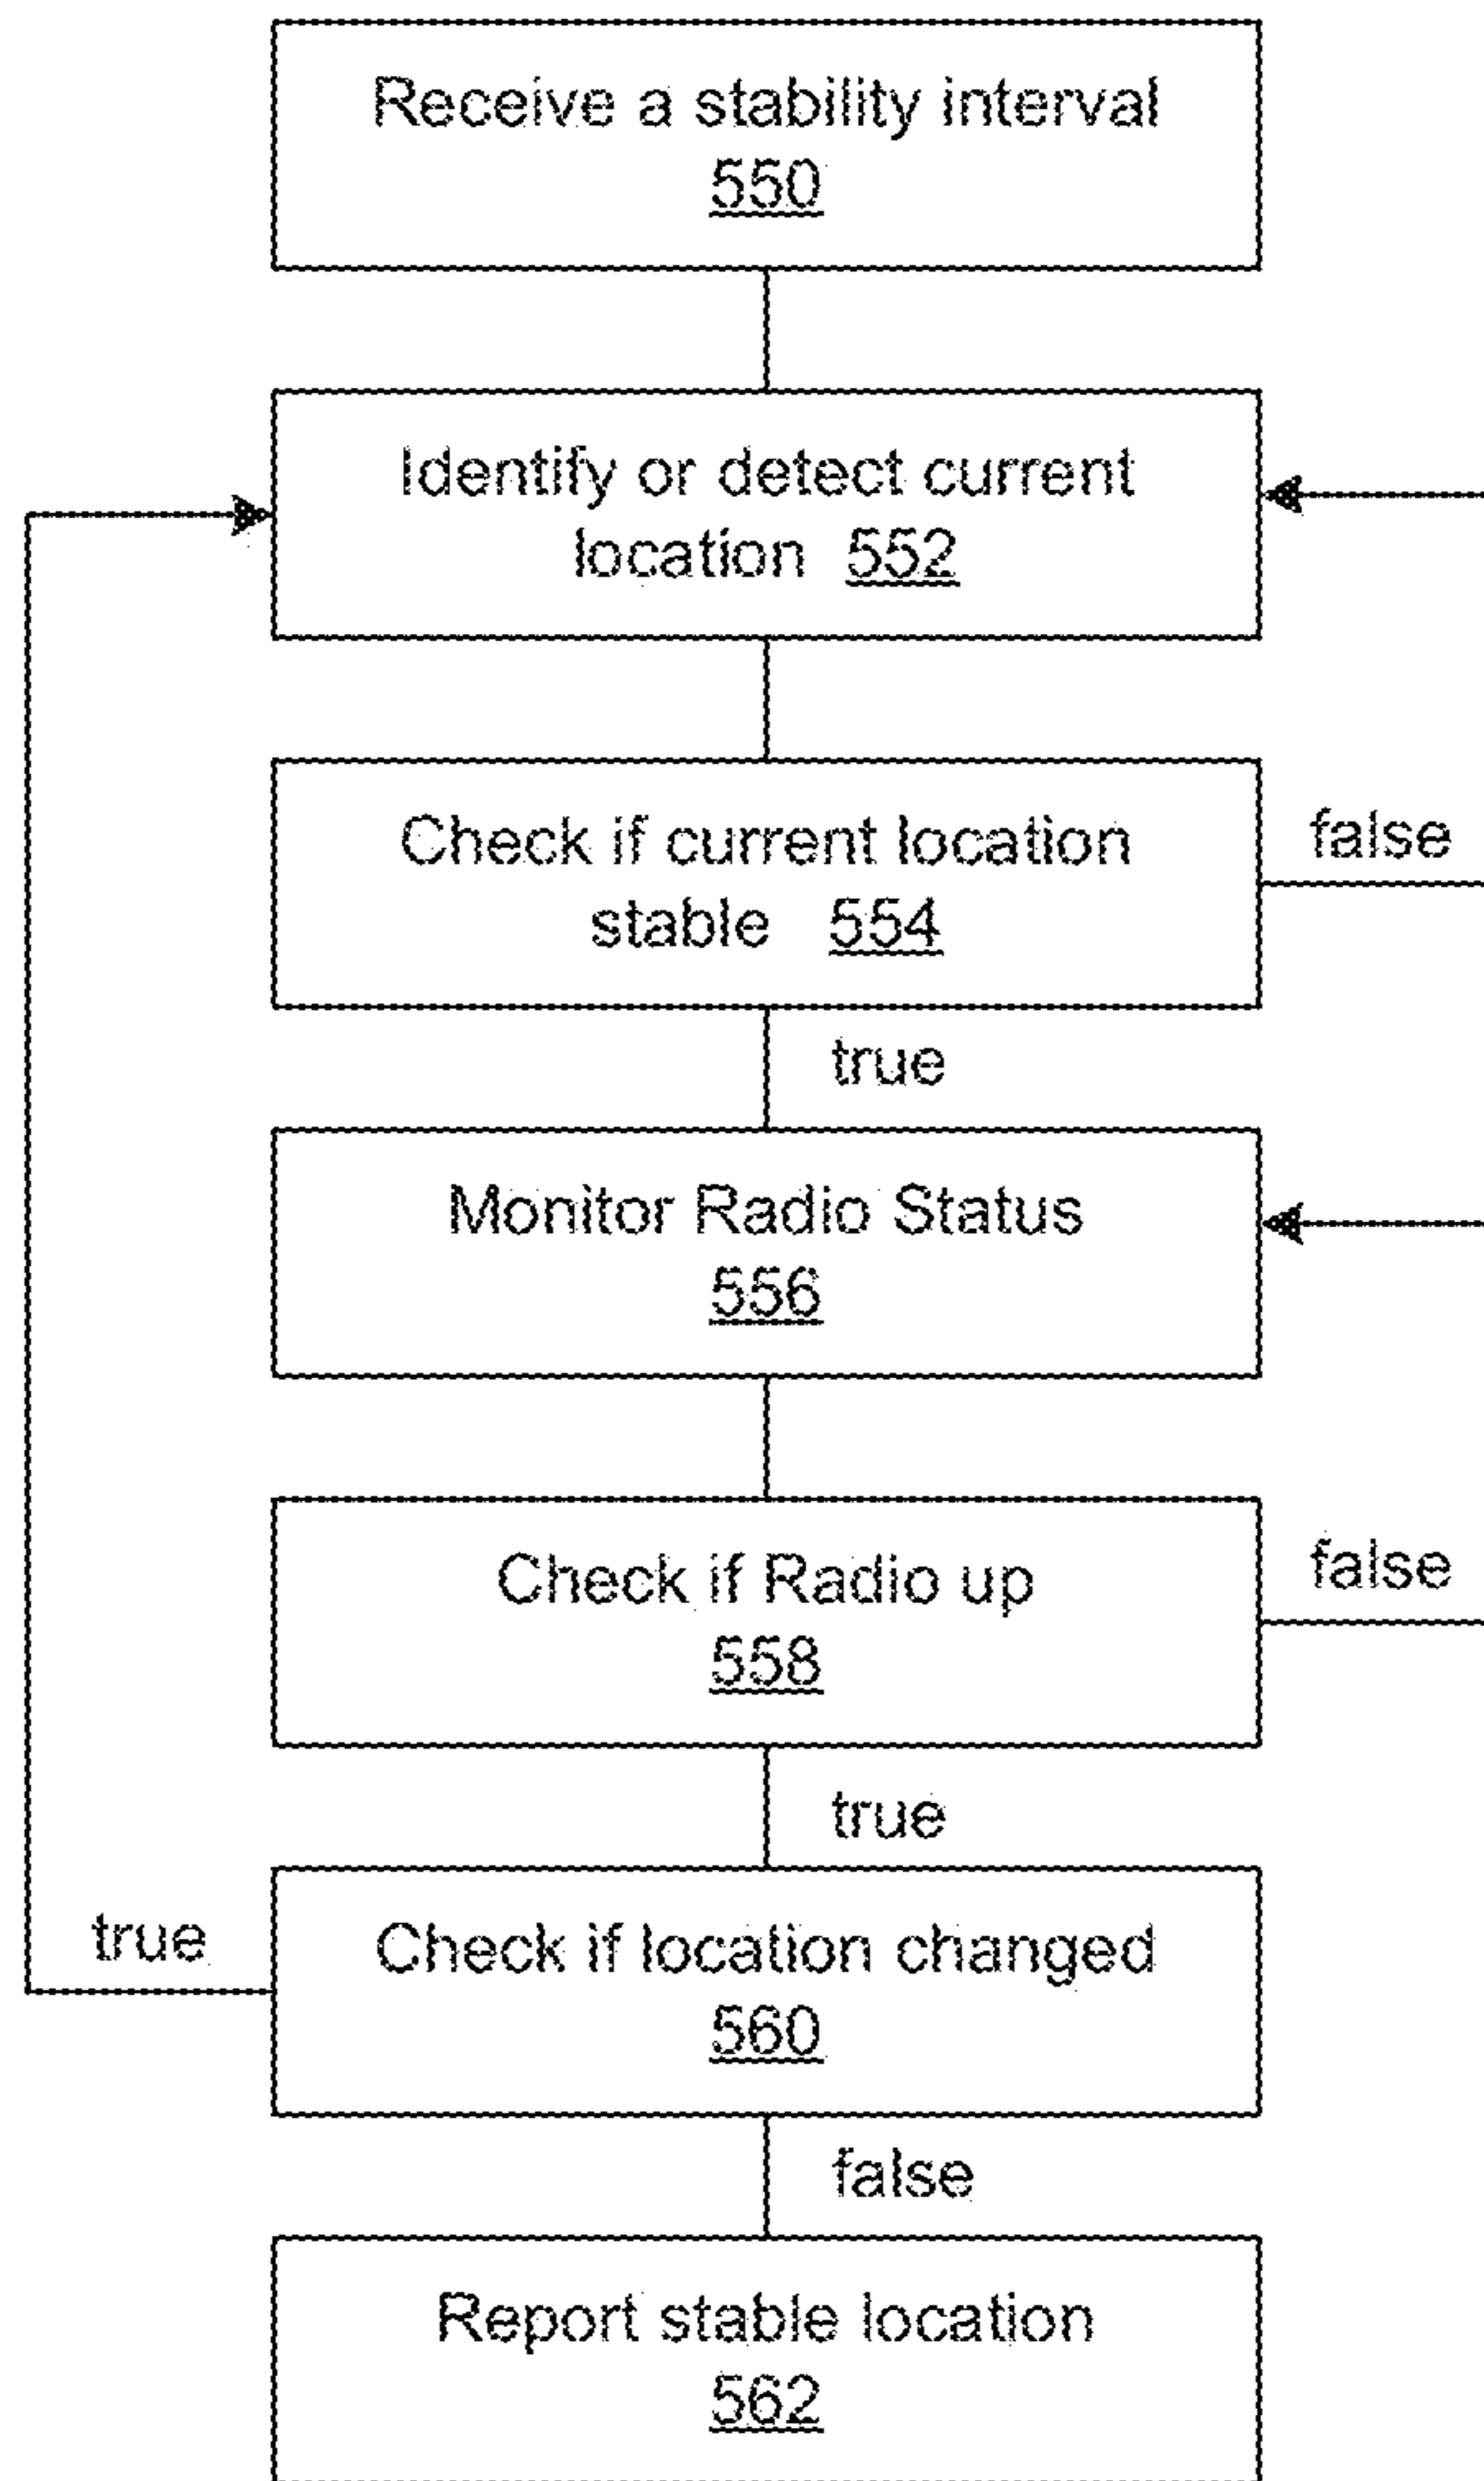 Receive a stability interval
550
Identify or detect current
location 552
Check if current location
stable 554
false
true
Monitor Radio Status
556
Check if Radio up
558
false
true
Check if location changed
560
true
false
Report stable location
562